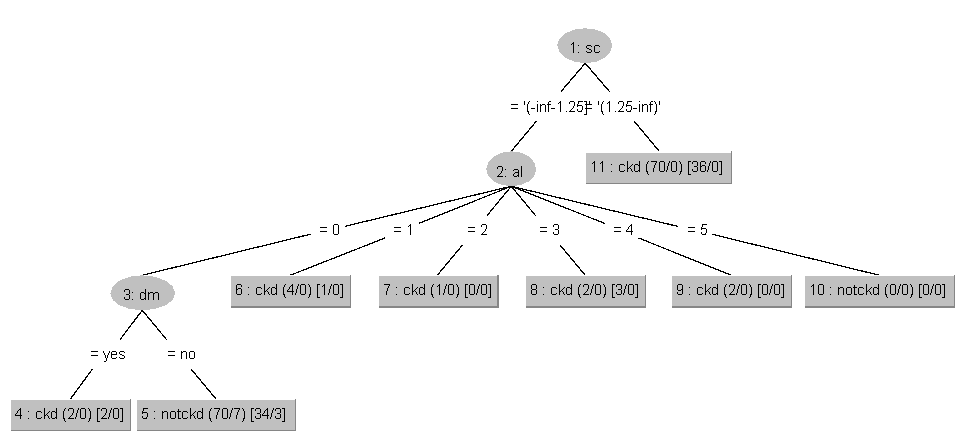 1: sc
= '(-inf-1.25]' = '(1.25-inf)'
11 : ckd (70/0) [36/0]
2: al
= 0 = 1 = 2 = 3 = 4 = 5
3: dm
6 : ckd (4/0) [1/0] 7 : ckd (1/0) [0/0] 8 : ckd (2/0) [3/0] 9 : ckd (2/0) [0/0] 10 : notckd (0/0) [0/0]
= yes = no
4 : ckd (2/0) [2/0] 5 : notckd (70/7) [34/3]